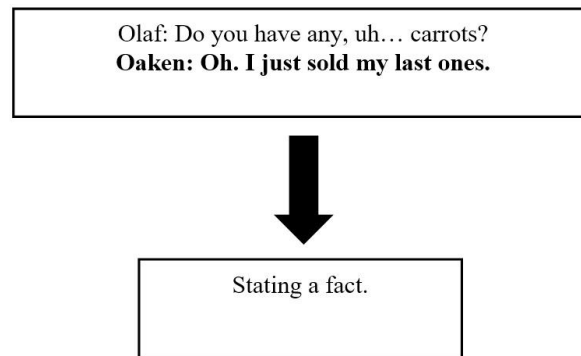 Olaf: Do you have any, uh… carrots?
Oaken: Oh. I just sold my last ones.
Stating a fact.